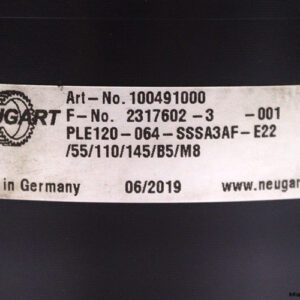 Art-No. 100491000
F-No. 2317602-3 -001
UGART
PLE120-064-SSSA3AF-E22
/55/110/145/B5/M8
in Germany 06/2019 www.neugar